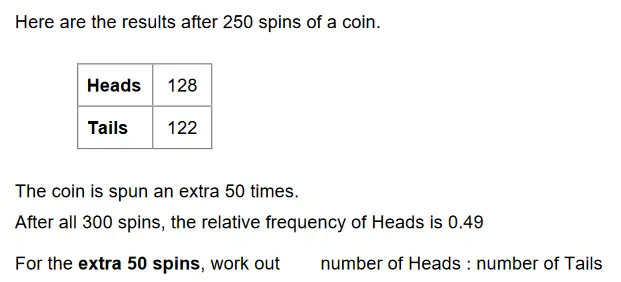 Here are the results after 250 spins of a coin.
Heads 128
Tails 122
The coin is spun an extra 50 times.
After all 300 spins, the relative frequency of Heads is 0.49
For the extra 50 spins, work out number of Heads : number of Tails